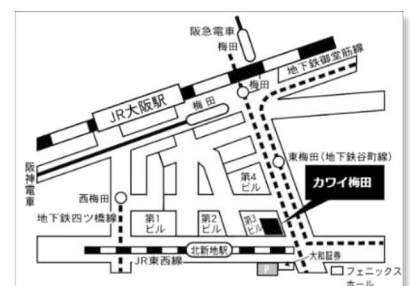 阪急電車
梅田
地下鉄御堂筋線
梅田
JR大阪駅
梅田
東梅田(地下鉄谷町線)
阪神電車
カワイ梅田
第4
ビル
西梅田
地下鉄四ツ橋線
第1
ビル
第2
ビル
第3
ビル
大和証券
北新地駅
JR東西線
P
フェニックス
ホール